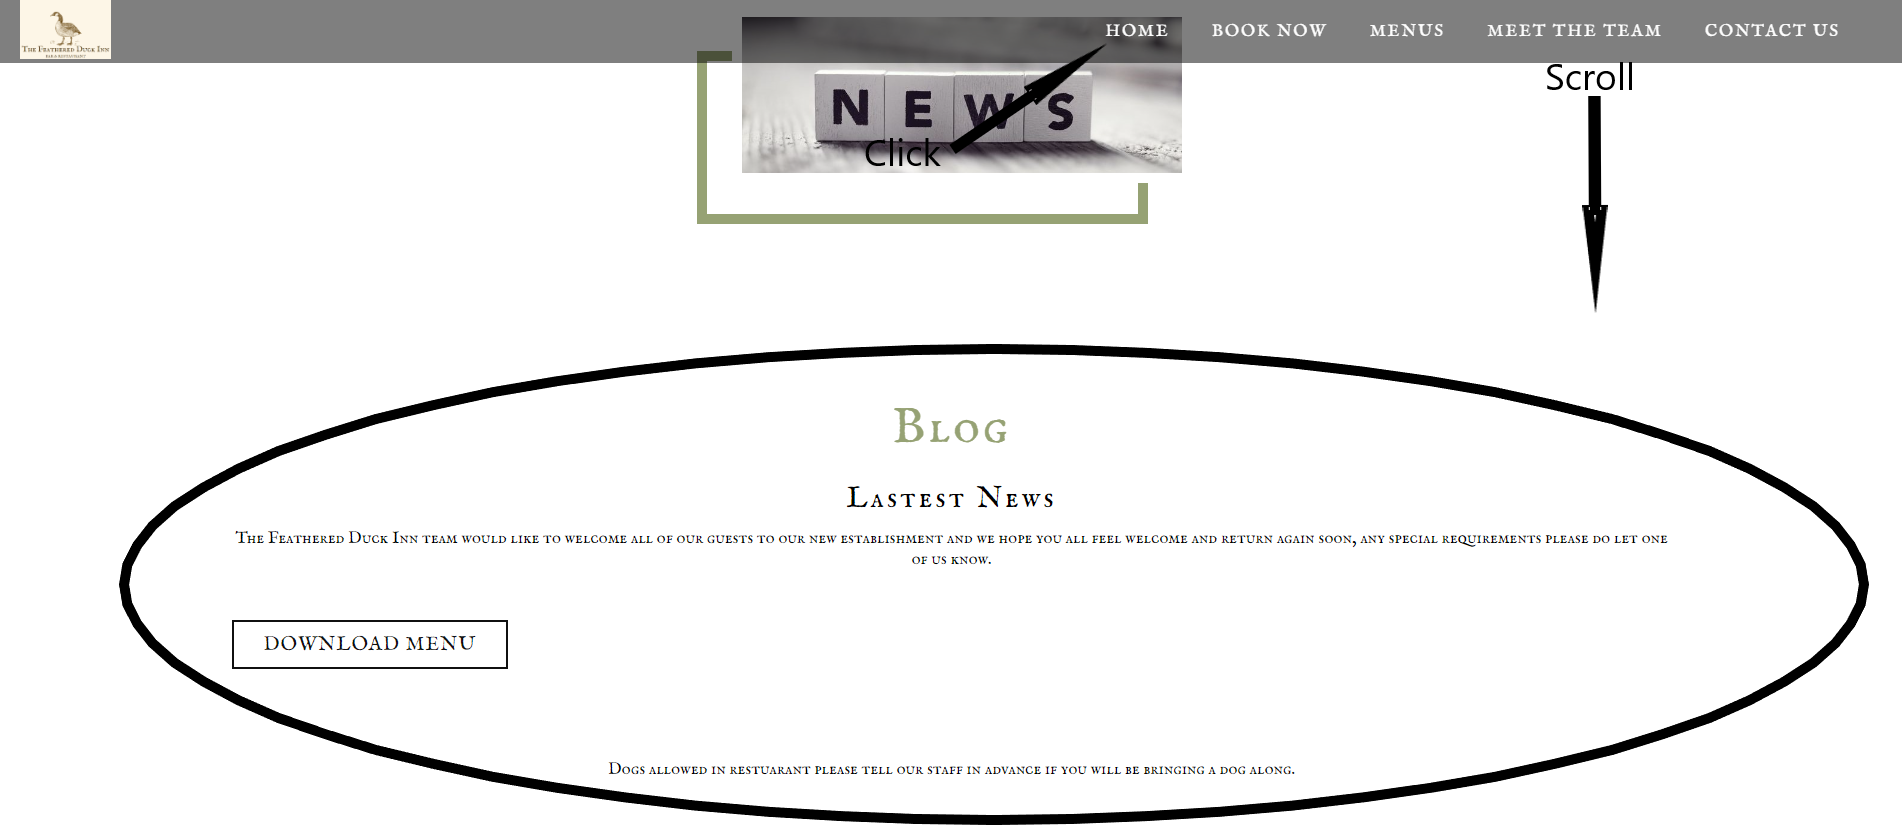 The Feathered Duck Inn
BAR & RESTAURANT
HOME BOOK NOW MENUS MEET THE TEAM CONTACT US
Scroll
NEWS
Click
Blog
Lastest News
The Feathered Duck Inn team would like to welcome all of our guests to our new establishment and we hope you all feel welcome and return again soon, any special requirements please do let one
of us know.
DOWNLOAD MENU
Dogs allowed in restuarant please tell our staff in advance if you will be bringing a dog along.